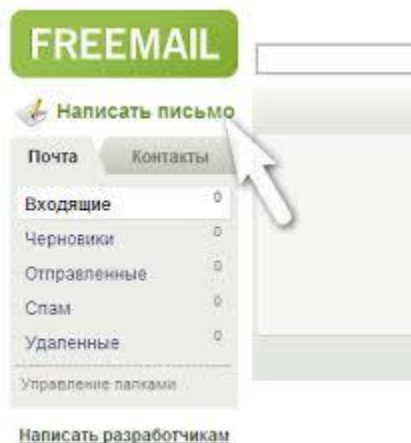 FREEMAIL
Написать письмо
Почта Контакты
Входящие 0
Черновики 0
Отправленные 0
Спам 0
Удаленные 0
Управление папками
Написать разработчикам